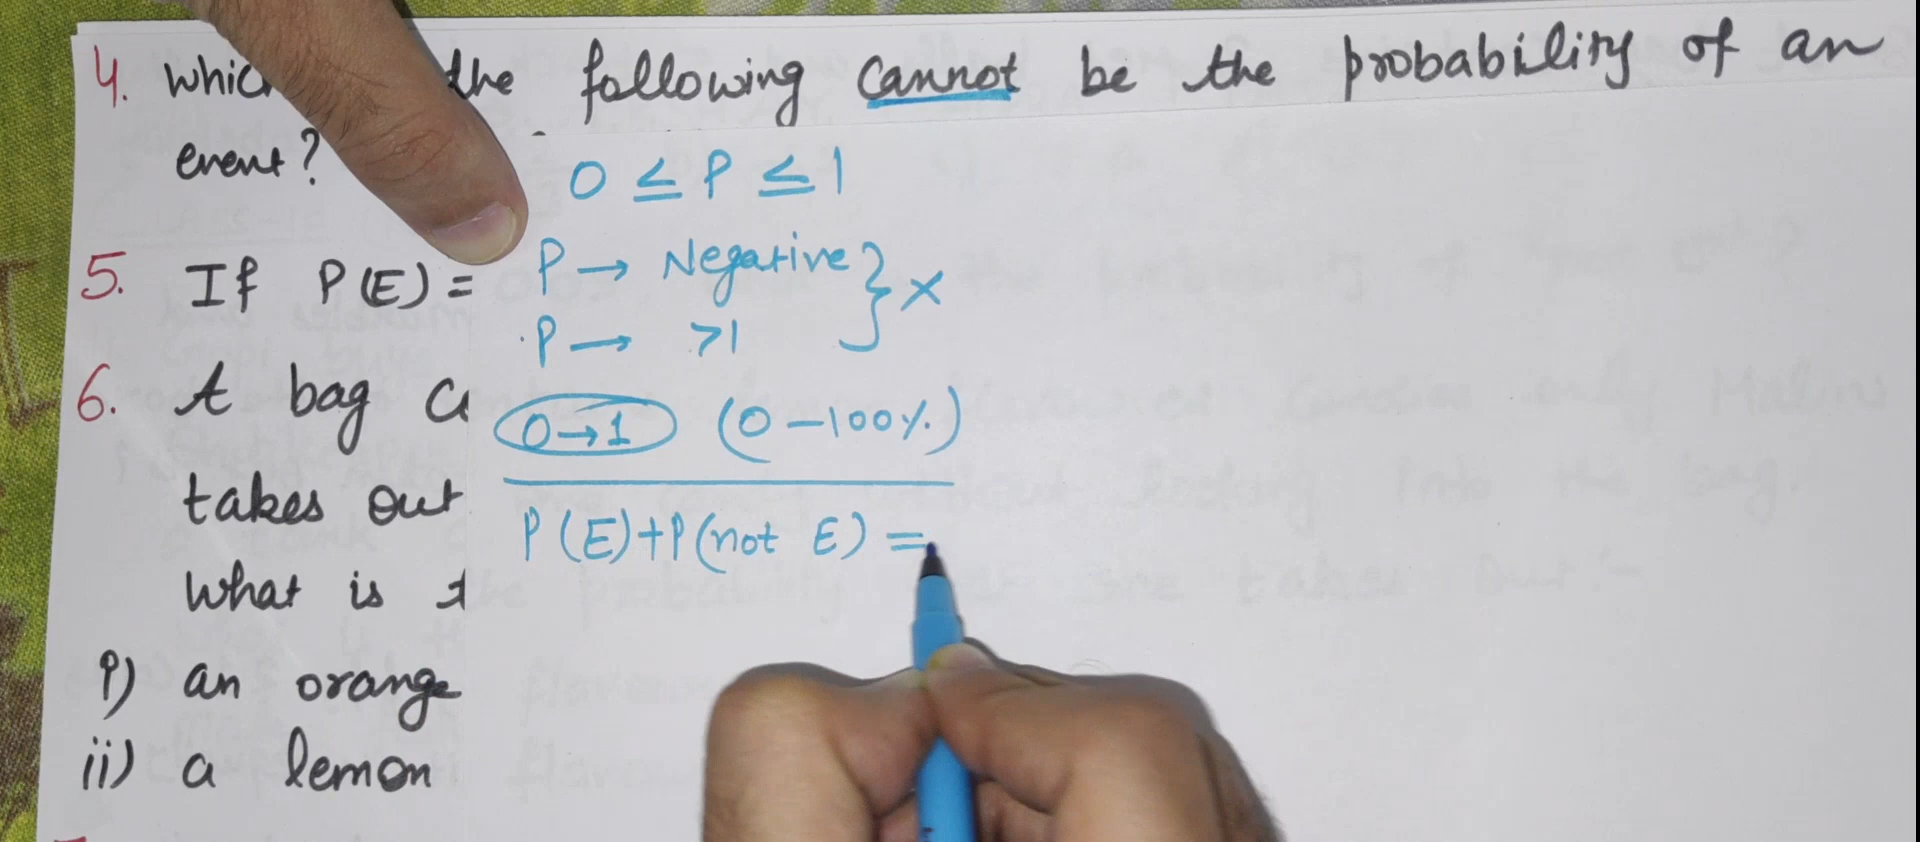 4. which the following cannot be the probability of an
event?
0 ≤ P ≤ 1
5. If P(E) =
P → Negative } ×
P → >1
6. A bag
0→1 (0 – 100%)
takes out
P(E)+P(not E) =
What is
i) an orange
ii) a lemon